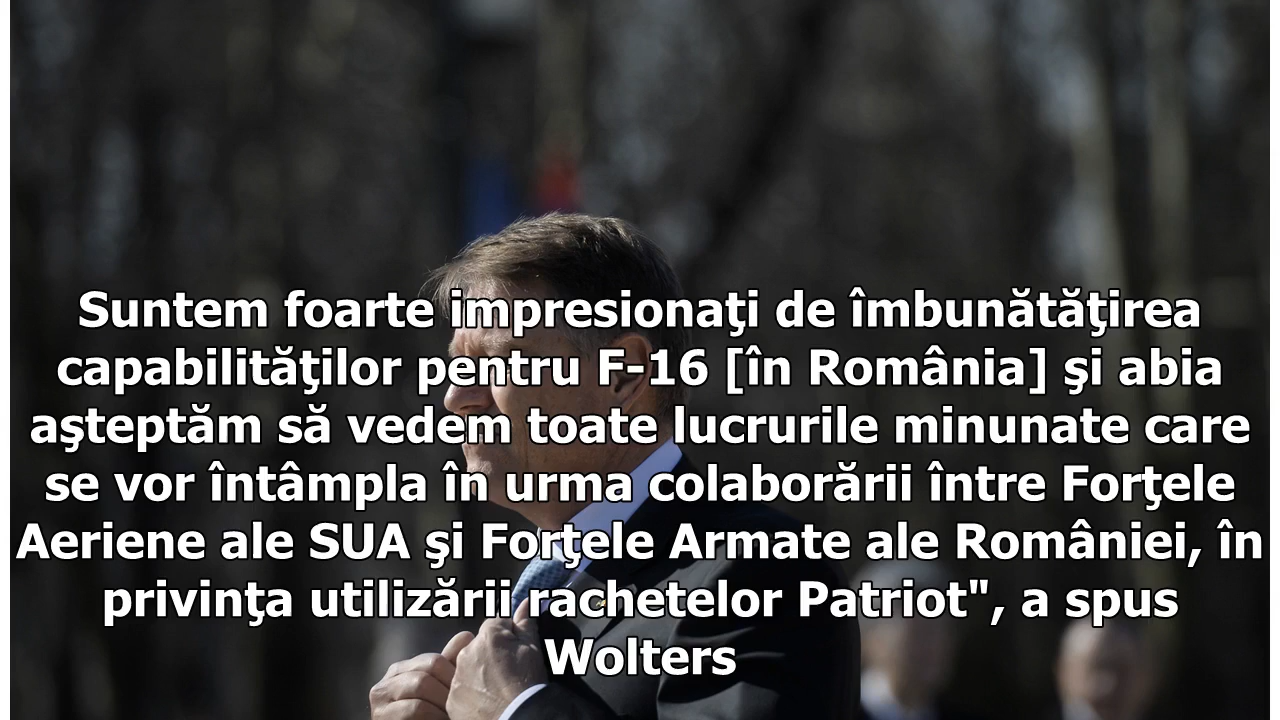 Suntem foarte impresionaţi de îmbunătăţirea
capabilităţilor pentru F-16 [în România] şi abia
aşteptăm să vedem toate lucrurile minunate care
se vor întâmpla în urma colaborării între Forţele
Aeriene ale SUA şi Forţele Armate ale României, în
privinţa utilizării rachetelor Patriot", a spus
Wolters